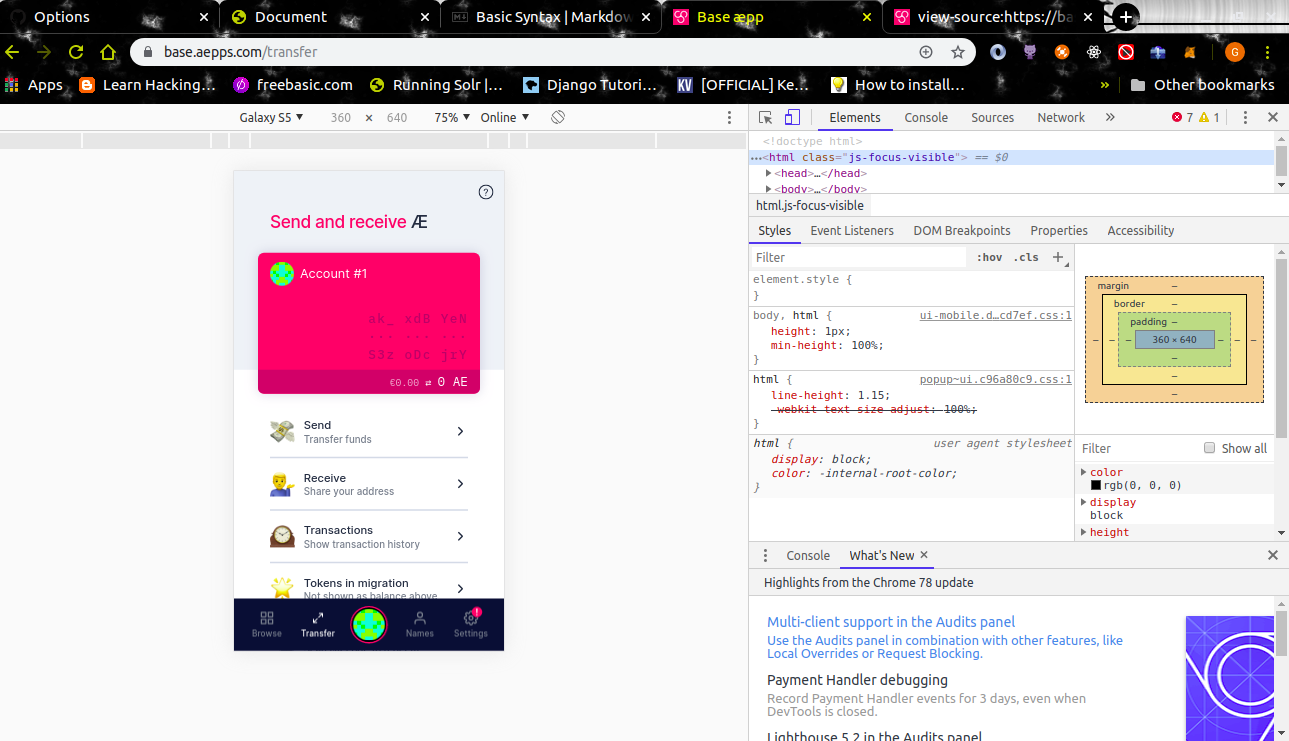 Options
Document
Basic Syntax | Markdow
Base æpp
view-source:https://ba
base.aepps.com/transfer
G
Apps
Learn Hacking...
freebasic.com
Running Solr |...
Django Tutori...
KV
[OFFICIAL] Ke...
How to install...
»
Other bookmarks
Galaxy S5 ▼ 360 × 640 75% ▼ Online ▼
Elements Console Sources Network » 7 1
<!doctype html>
…<html class="js-focus-visible"> == $0
<head>…</head>
<body>…</body>
html.js-focus-visible
Styles Event Listeners DOM Breakpoints Properties Accessibility
Filter :hov .cls +
element.style {
}
body, html { ui-mobile.d…cd7ef.css:1
height: 1px;
min-height: 100%;
}
html { popup~ui.c96a80c9.css:1
line-height: 1.15;
-webkit-text-size-adjust: 100%;
}
html { user agent stylesheet
display: block;
color: -internal-root-color;
}
margin –
border –
padding –
– – – 360 × 640 – – –
–
–
–
Filter Show all
color
rgb(0, 0, 0)
display
block
height
?
Send and receive Æ
Account #1
ak_ xdB YeN
... ... ...
S3z oDc jrY
€0.00 ⇄ 0 AE
Send
Transfer funds
Receive
Share your address
Transactions
Show transaction history
Tokens in migration
Not shown as balance above
Browse Transfer Names Settings
!
Console What's New ×
Highlights from the Chrome 78 update
Multi-client support in the Audits panel
Use the Audits panel in combination with other features, like
Local Overrides or Request Blocking.
Payment Handler debugging
Record Payment Handler events for 3 days, even when
DevTools is closed.
Lighthouse 5.2 in the Audits panel